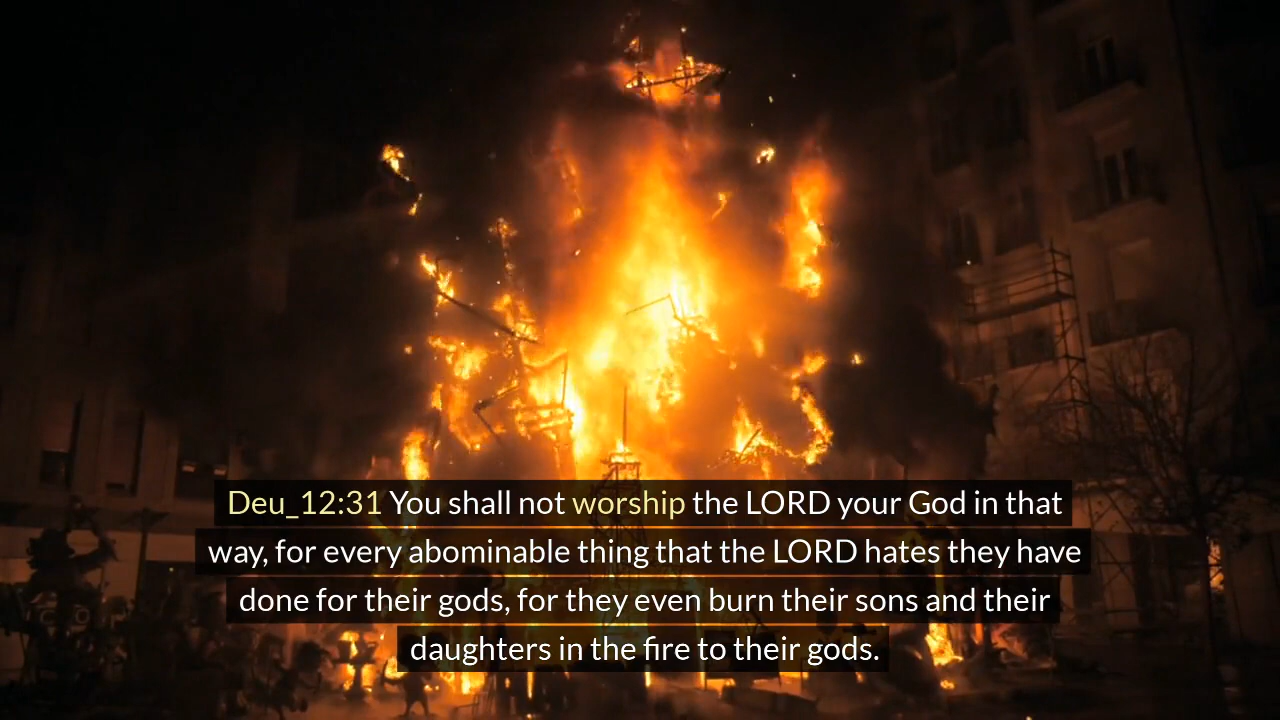 Deu_12:31 You shall not worship the LORD your God in that
way, for every abominable thing that the LORD hates they have
done for their gods, for they even burn their sons and their
daughters in the fire to their gods.